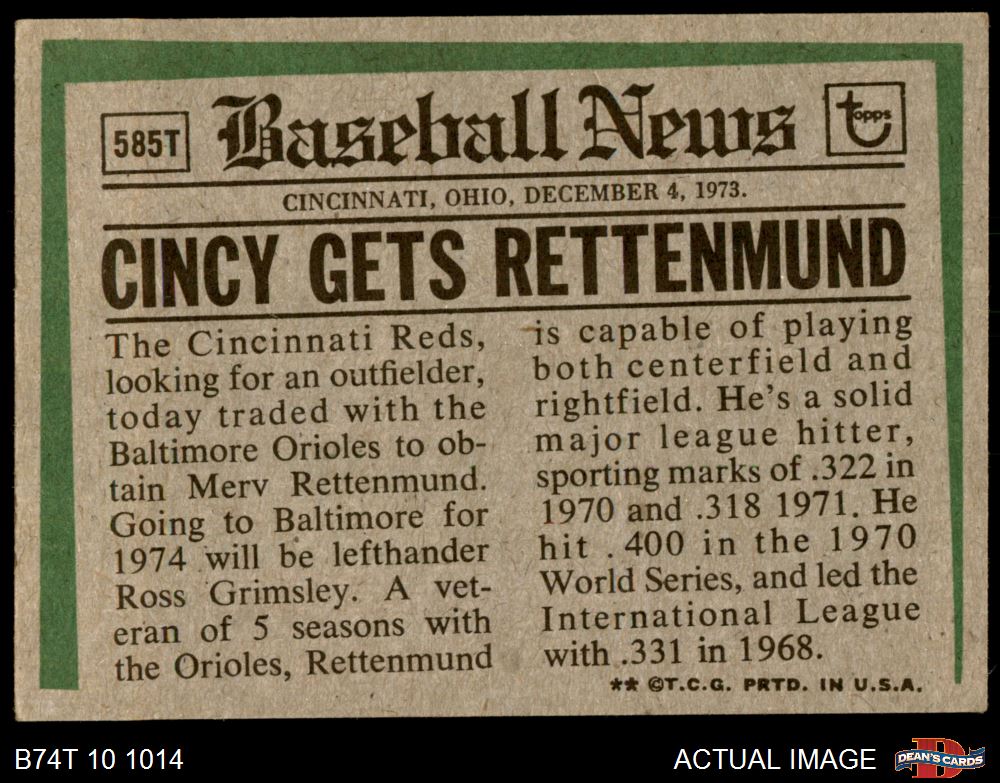 585T
Baseball News
topps
CINCINNATI, OHIO, DECEMBER 4, 1973.
CINCY GETS RETTENMUND
The Cincinnati Reds,
looking for an outfielder,
today traded with the
Baltimore Orioles to ob-
tain Merv Rettenmund.
Going to Baltimore for
1974 will be lefthander
Ross Grimsley. A vet-
eran of 5 seasons with
the Orioles, Rettenmund
is capable of playing
both centerfield and
rightfield. He's a solid
major league hitter,
sporting marks of .322 in
1970 and .318 1971. He
hit .400 in the 1970
World Series, and led the
International League
with .331 in 1968.
** ©T.C.G. PRTD. IN U.S.A.
B74T 10 1014
ACTUAL IMAGE
D
DEAN'S CARDS